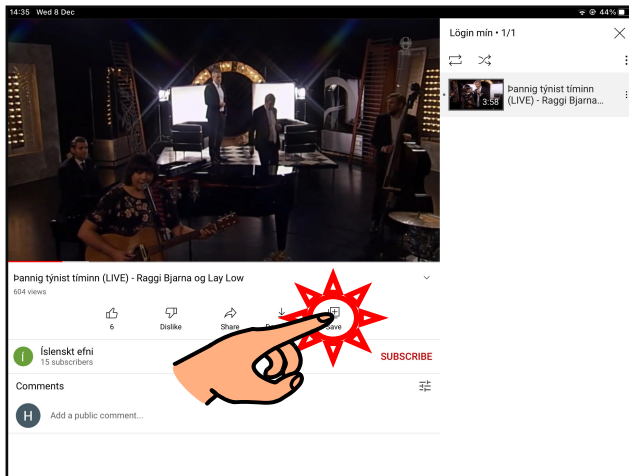 14:35 Wed 8 Dec
44%
Lögin mín • 1/1
3:58
Þannig týnist tíminn
(LIVE) - Raggi Bjarna...
Þannig týnist tíminn (LIVE) - Raggi Bjarna og Lay Low
604 views
6
Dislike
Share
Save
Í
Íslenskt efni
15 subscribers
SUBSCRIBE
Comments
H
Add a public comment...